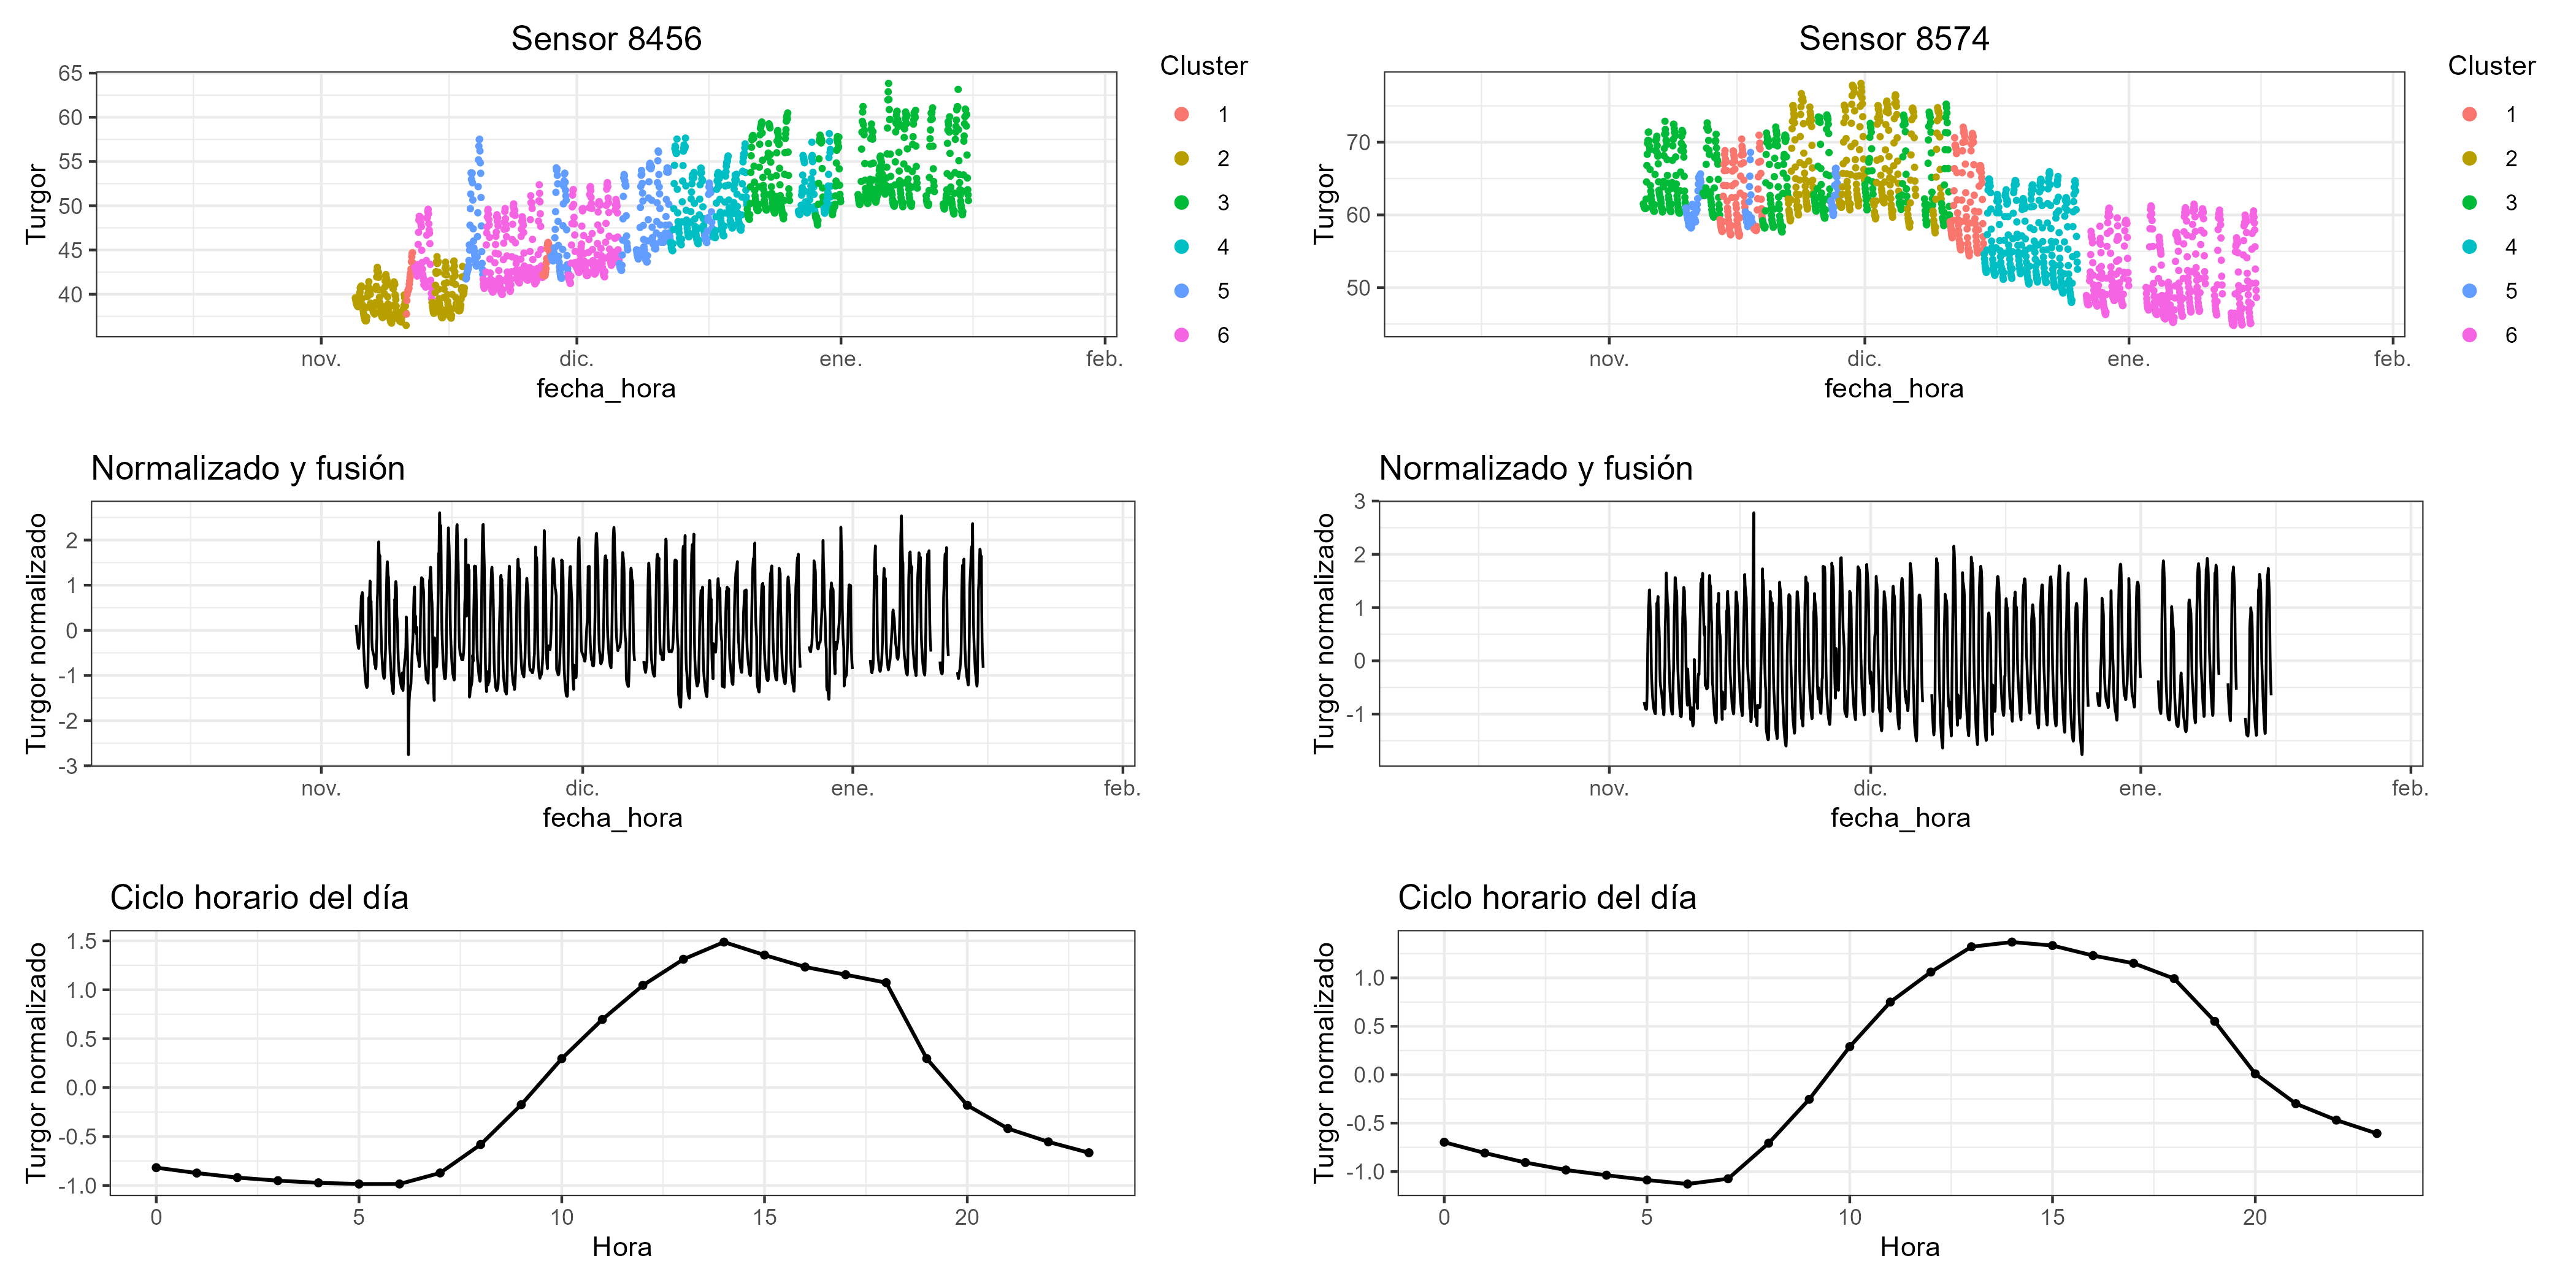 Sensor 8456
Turgor
65
60
55
50
45
40
nov.
dic.
ene.
feb.
fecha_hora
Cluster
1
2
3
4
5
6
Sensor 8574
Turgor
70
60
50
nov.
dic.
ene.
feb.
fecha_hora
Cluster
1
2
3
4
5
6
Normalizado y fusión
Turgor normalizado
2
1
0
-1
-2
-3
nov.
dic.
ene.
feb.
fecha_hora
Normalizado y fusión
Turgor normalizado
3
2
1
0
-1
nov.
dic.
ene.
feb.
fecha_hora
Ciclo horario del día
Turgor normalizado
1.5
1.0
0.5
0.0
-0.5
-1.0
0
5
10
15
20
Hora
Ciclo horario del día
Turgor normalizado
1.0
0.5
0.0
-0.5
-1.0
0
5
10
15
20
Hora